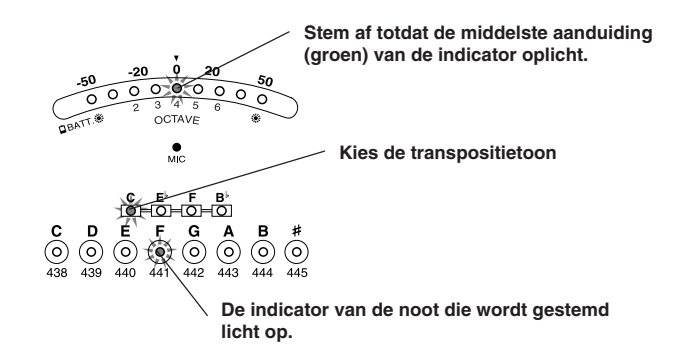 Stem af totdat de middelste aanduiding
(groen) van de indicator oplicht.
-50 -20 0 20 50
2 3 4 5 6
BATT. OCTAVE
MIC
Kies de transpositietoon
C E♭ F B♭
C D E F G A B #
438 439 440 441 442 443 444 445
De indicator van de noot die wordt gestemd
licht op.